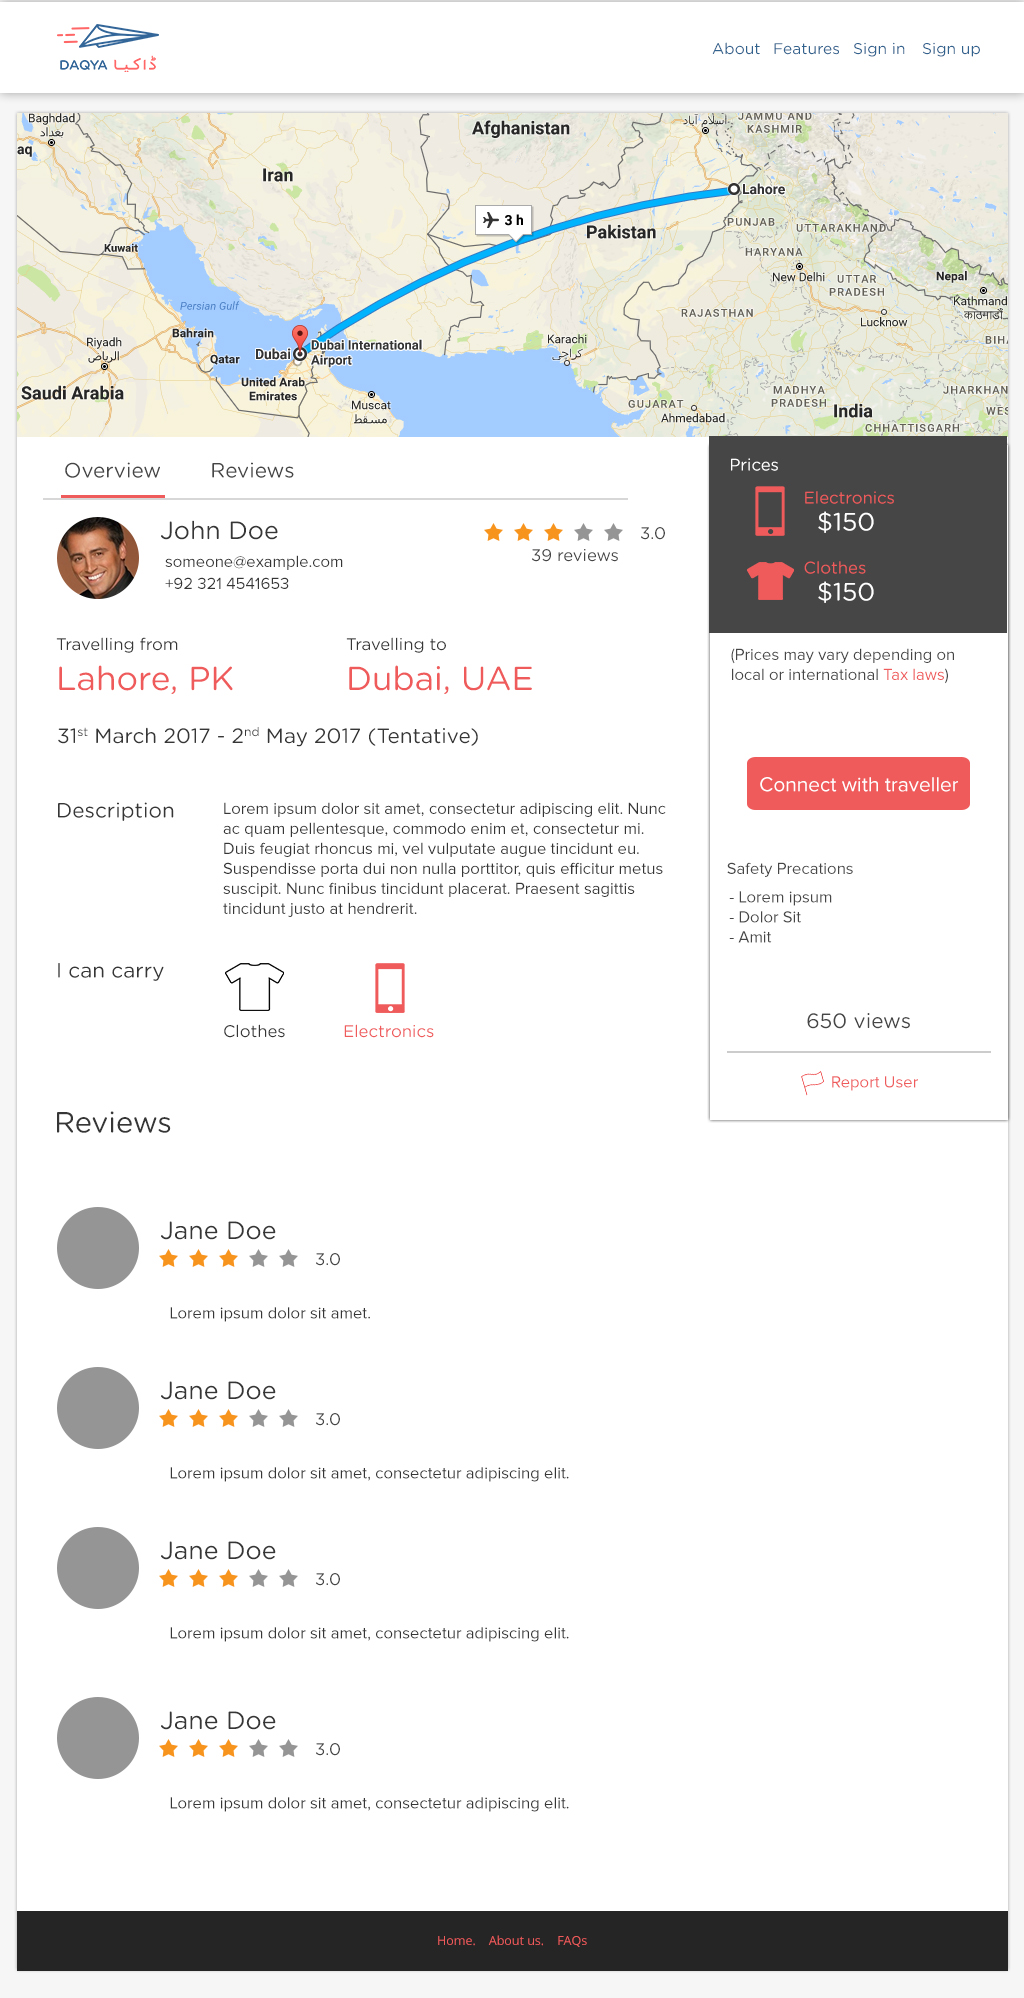 DAQYA ڈاکیا
About Features Sign in Sign up
Baghdad
بغداد
aq
Iran
Afghanistan
اسلام آباد
JAMMU AND
KASHMIR
Lahore
3 h
Pakistan
PUNJAB
UTTARAKHAND
Kuwait
HARYANA
New Delhi
UTTAR
PRADESH
Nepal
Kathmand
काठमाडौं
Persian Gulf
RAJASTHAN
Lucknow
Bahrain
Riyadh
الرياض
Qatar
Dubai
Dubai International
Airport
Karachi
کراچی
BIH
United Arab
Emirates
Saudi Arabia
Muscat
مسقط
GUJARAT
Ahmedabad
MADHYA
PRADESH
India
JHARKHAN
WES
CHHATTISGARH
Overview Reviews
John Doe
someone@example.com
+92 321 4541653
3.0
39 reviews
Travelling from
Lahore, PK
Travelling to
Dubai, UAE
31st March 2017 - 2nd May 2017 (Tentative)
Description
Lorem ipsum dolor sit amet, consectetur adipiscing elit. Nunc
ac quam pellentesque, commodo enim et, consectetur mi.
Duis feugiat rhoncus mi, vel vulputate augue tincidunt eu.
Suspendisse porta dui non nulla porttitor, quis efficitur metus
suscipit. Nunc finibus tincidunt placerat. Praesent sagittis
tincidunt justo at hendrerit.
I can carry
Clothes
Electronics
Prices
Electronics
$150
Clothes
$150
(Prices may vary depending on
local or international Tax laws)
Connect with traveller
Safety Precations
- Lorem ipsum
- Dolor Sit
- Amit
650 views
Report User
Reviews
Jane Doe
3.0
Lorem ipsum dolor sit amet.
Jane Doe
3.0
Lorem ipsum dolor sit amet, consectetur adipiscing elit.
Jane Doe
3.0
Lorem ipsum dolor sit amet, consectetur adipiscing elit.
Jane Doe
3.0
Lorem ipsum dolor sit amet, consectetur adipiscing elit.
Home. About us. FAQs